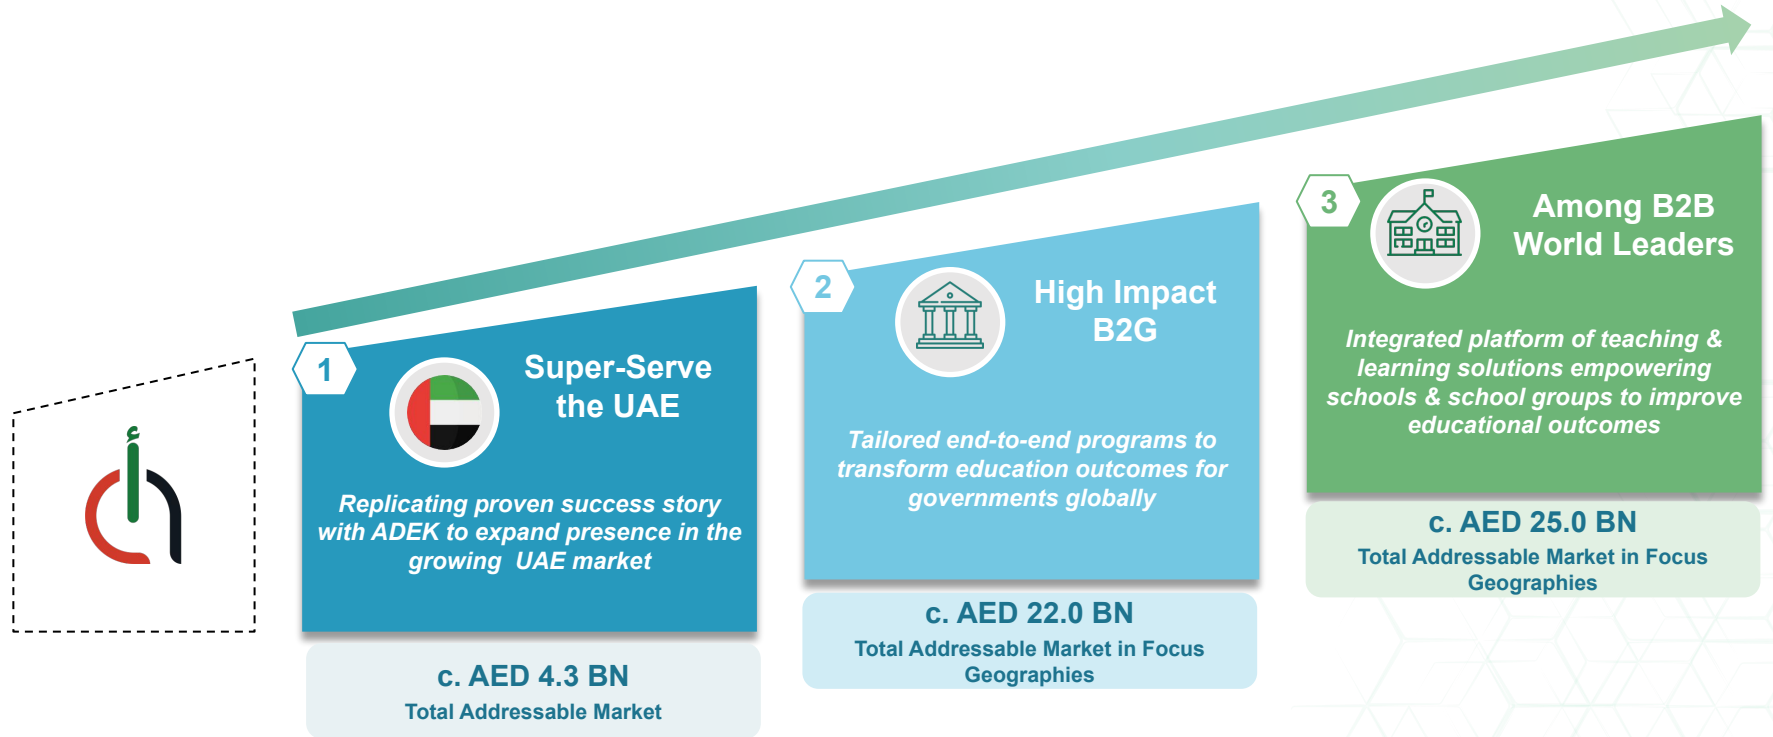 أ
1
Super-Serve
the UAE
Replicating proven success story
with ADEK to expand presence in the
growing UAE market
c. AED 4.3 BN
Total Addressable Market
2
High Impact
B2G
Tailored end-to-end programs to
transform education outcomes for
governments globally
c. AED 22.0 BN
Total Addressable Market in Focus
Geographies
3
Among B2B
World Leaders
Integrated platform of teaching &
learning solutions empowering
schools & school groups to improve
educational outcomes
c. AED 25.0 BN
Total Addressable Market in Focus
Geographies